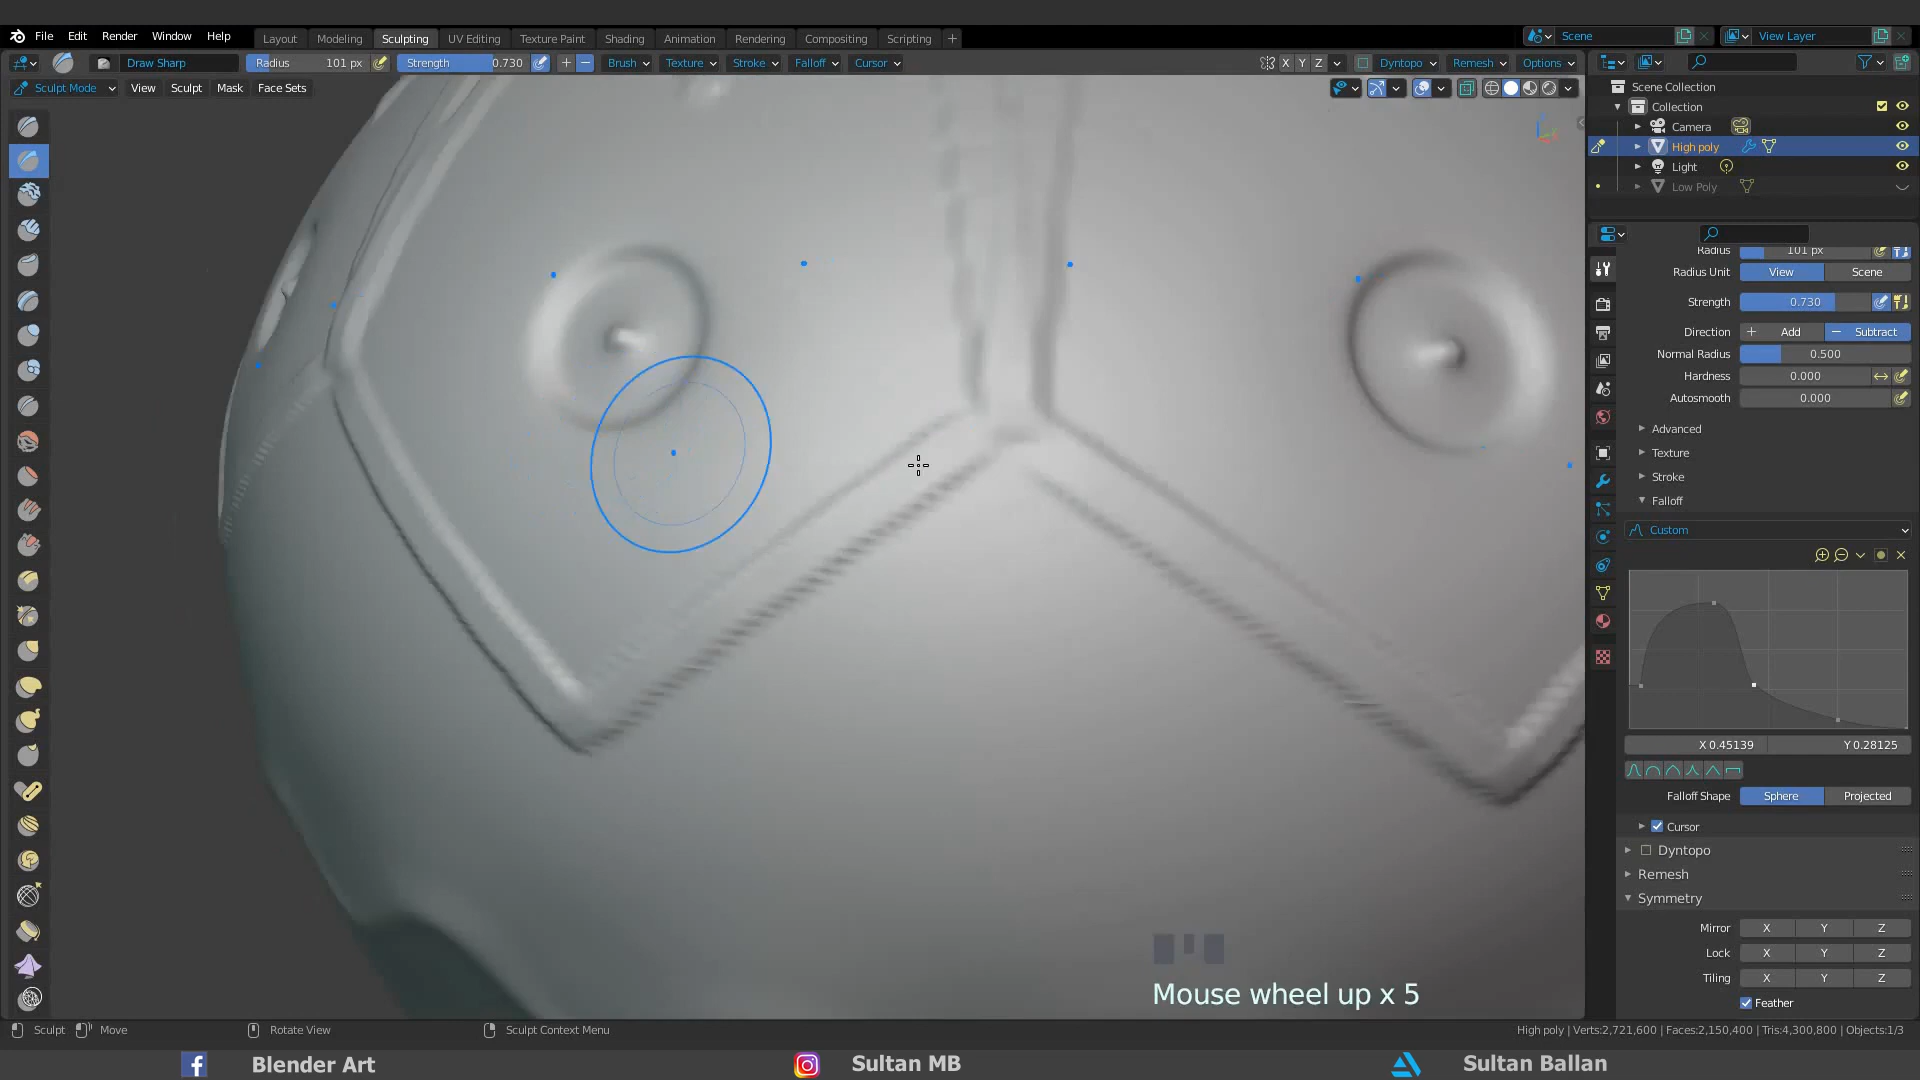 File Edit Render Window Help
Layout Modeling Sculpting UV Editing Texture Paint Shading Animation Rendering Compositing Scripting +
Scene
View Layer
Draw Sharp
Radius 101 px
Strength 0.730
Brush Texture Stroke Falloff Cursor
X Y Z
Dyntopo Remesh Options
Sculpt Mode View Sculpt Mask Face Sets
Scene Collection
Collection
Camera
High poly
Light
Low Poly
Radius 101 px
Radius Unit View Scene
Strength 0.730
Direction + Add − Subtract
Normal Radius 0.500
Hardness 0.000
Autosmooth 0.000
Advanced
Texture
Stroke
Falloff
Custom
X 0.45139 Y 0.28125
Falloff Shape Sphere Projected
Cursor
Dyntopo
Remesh
Symmetry
Mirror X Y Z
Lock X Y Z
Tiling X Y Z
Feather
Mouse wheel up x 5
Sculpt Move Rotate View Sculpt Context Menu
High poly | Verts:2,721,600 | Faces:2,150,400 | Tris:4,300,800 | Objects:1/3
Blender Art
Sultan MB
Sultan Ballan